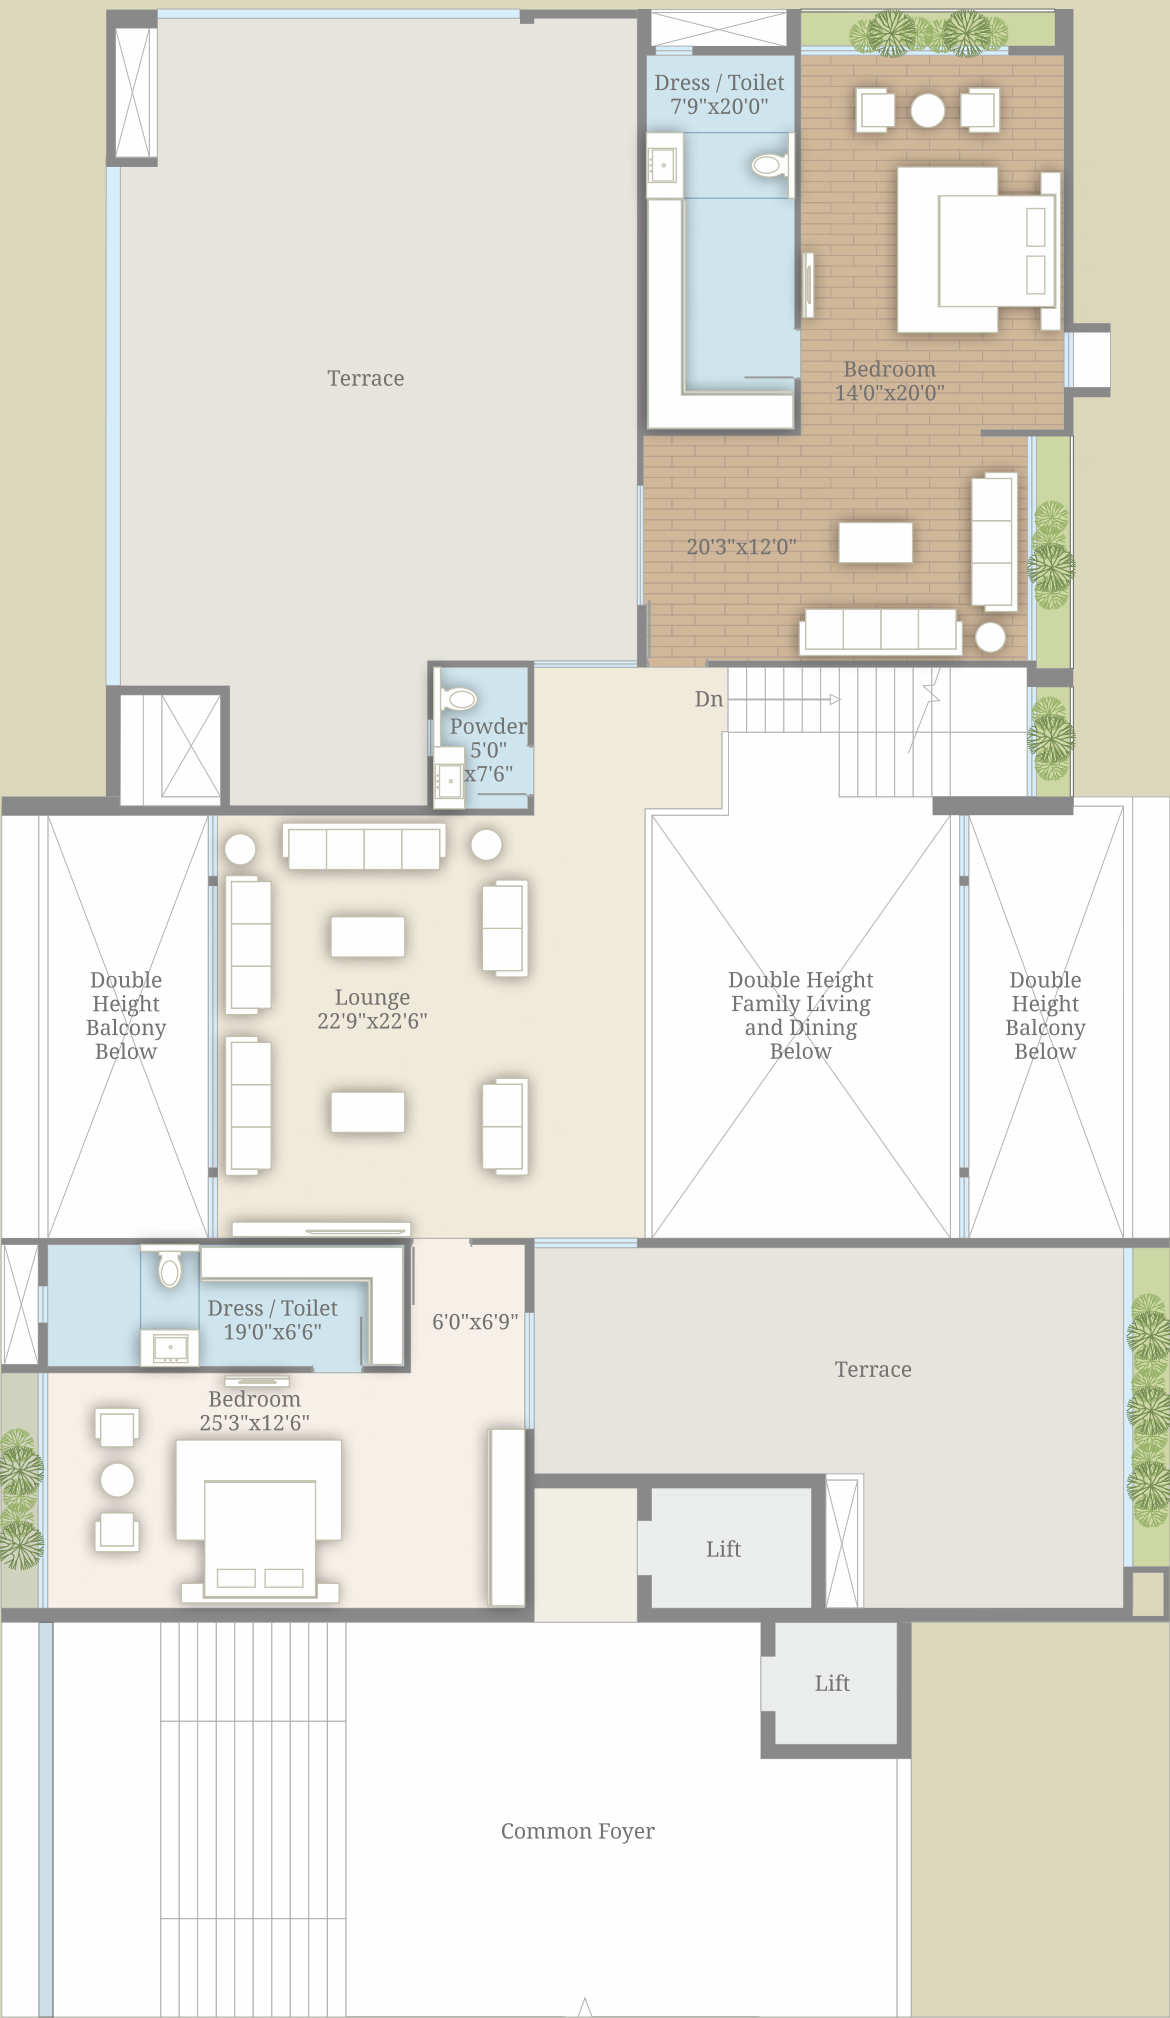 Dress / Toilet
7'9"x20'0"
Terrace
Bedroom
14'0"x20'0"
20'3"x12'0"
Dn
Powder
5'0"
x7'6"
Double
Height
Balcony
Below
Lounge
22'9"x22'6"
Double Height
Family Living
and Dining
Below
Double
Height
Balcony
Below
Dress / Toilet
19'0"x6'6"
6'0"x6'9"
Terrace
Bedroom
25'3"x12'6"
Lift
Lift
Common Foyer